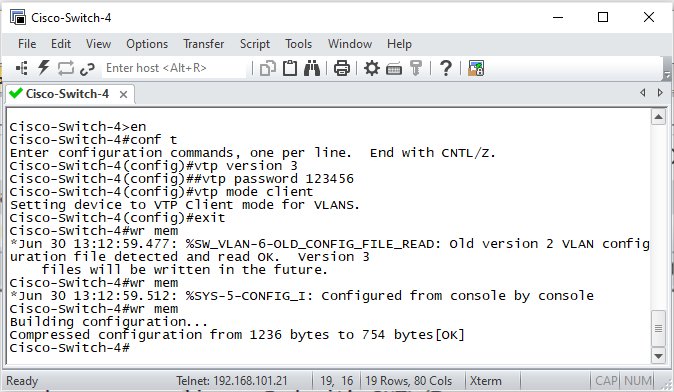 Cisco-Switch-4
File Edit View Options Transfer Script Tools Window Help
Enter host <Alt+R>
Cisco-Switch-4
Cisco-Switch-4>en
Cisco-Switch-4#conf t
Enter configuration commands, one per line.  End with CNTL/Z.
Cisco-Switch-4(config)#vtp version 3
Cisco-Switch-4(config)##vtp password 123456
Cisco-Switch-4(config)#vtp mode client
Setting device to VTP Client mode for VLANS.
Cisco-Switch-4(config)#exit
Cisco-Switch-4#wr mem
*Jun 30 13:12:59.477: %SW_VLAN-6-OLD_CONFIG_FILE_READ: Old version 2 VLAN config
uration file detected and read OK.  Version 3
    files will be written in the future.
Cisco-Switch-4#wr mem
*Jun 30 13:12:59.512: %SYS-5-CONFIG_I: Configured from console by console
Cisco-Switch-4#wr mem
Building configuration...
Compressed configuration from 1236 bytes to 754 bytes[OK]
Cisco-Switch-4#
Ready Telnet: 192.168.101.21 19, 16 19 Rows, 80 Cols Xterm CAP NUM